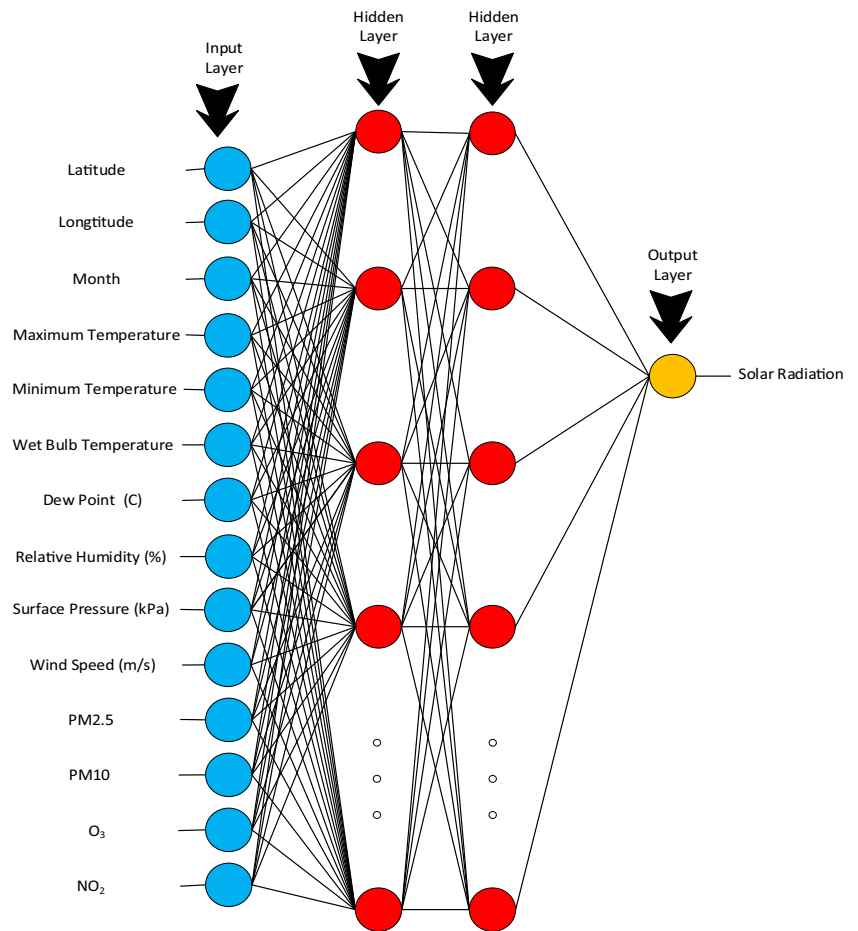 Hidden
Layer
Hidden
Layer
Input
Layer
Latitude
Longtitude
Month
Maximum Temperature
Minimum Temperature
Wet Bulb Temperature
Dew Point  (C)
Relative Humidity (%)
Surface Pressure (kPa)
Wind Speed (m/s)
PM2.5
PM10
O₃
NO₂
Output
Layer
Solar Radiation